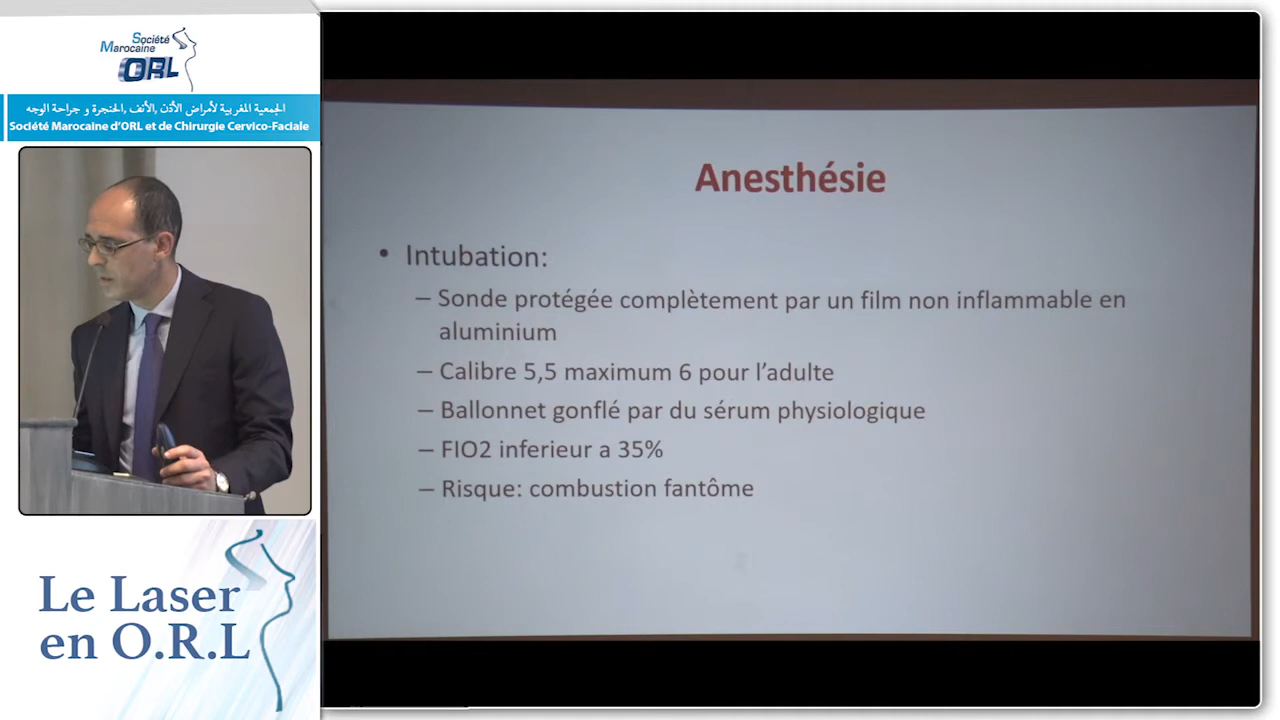 Société
Marocaine
ORL
الجمعية المغربية لأمراض الأذن ,الأنف ,الحنجرة و جراحة الوجه
Société Marocaine d'ORL et de Chirurgie Cervico-Faciale
Anesthésie
• Intubation:
– Sonde protégée complètement par un film non inflammable en
aluminium
– Calibre 5,5 maximum 6 pour l'adulte
– Ballonnet gonflé par du sérum physiologique
– FIO2 inferieur a 35%
– Risque: combustion fantôme
Le Laser
en O.R.L